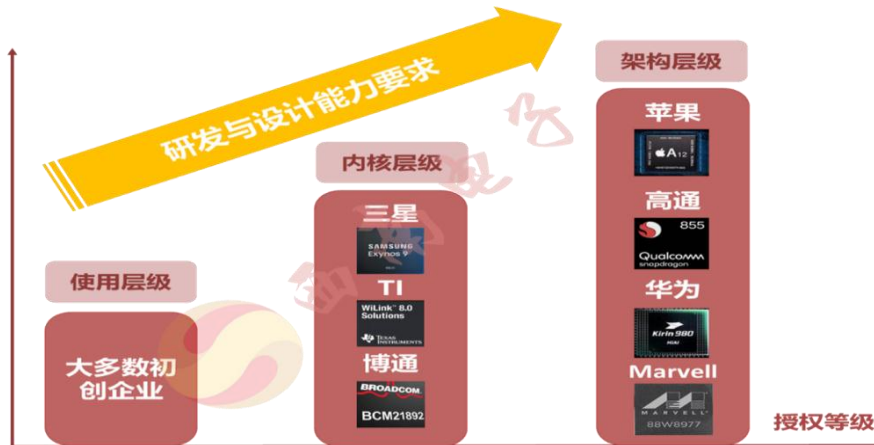 研发与设计能力要求
架构层级
苹果
A12
高通
855
Qualcomm
snapdragon
华为
Kirin 980
Marvell
MARVELL
88W8977
内核层级
三星
SAMSUNG
Exynos 9
TI
WiLink™ 8.0
Solutions
TEXAS
INSTRUMENTS
博通
BROADCOM
BCM21892
使用层级
大多数初
创企业
授权等级